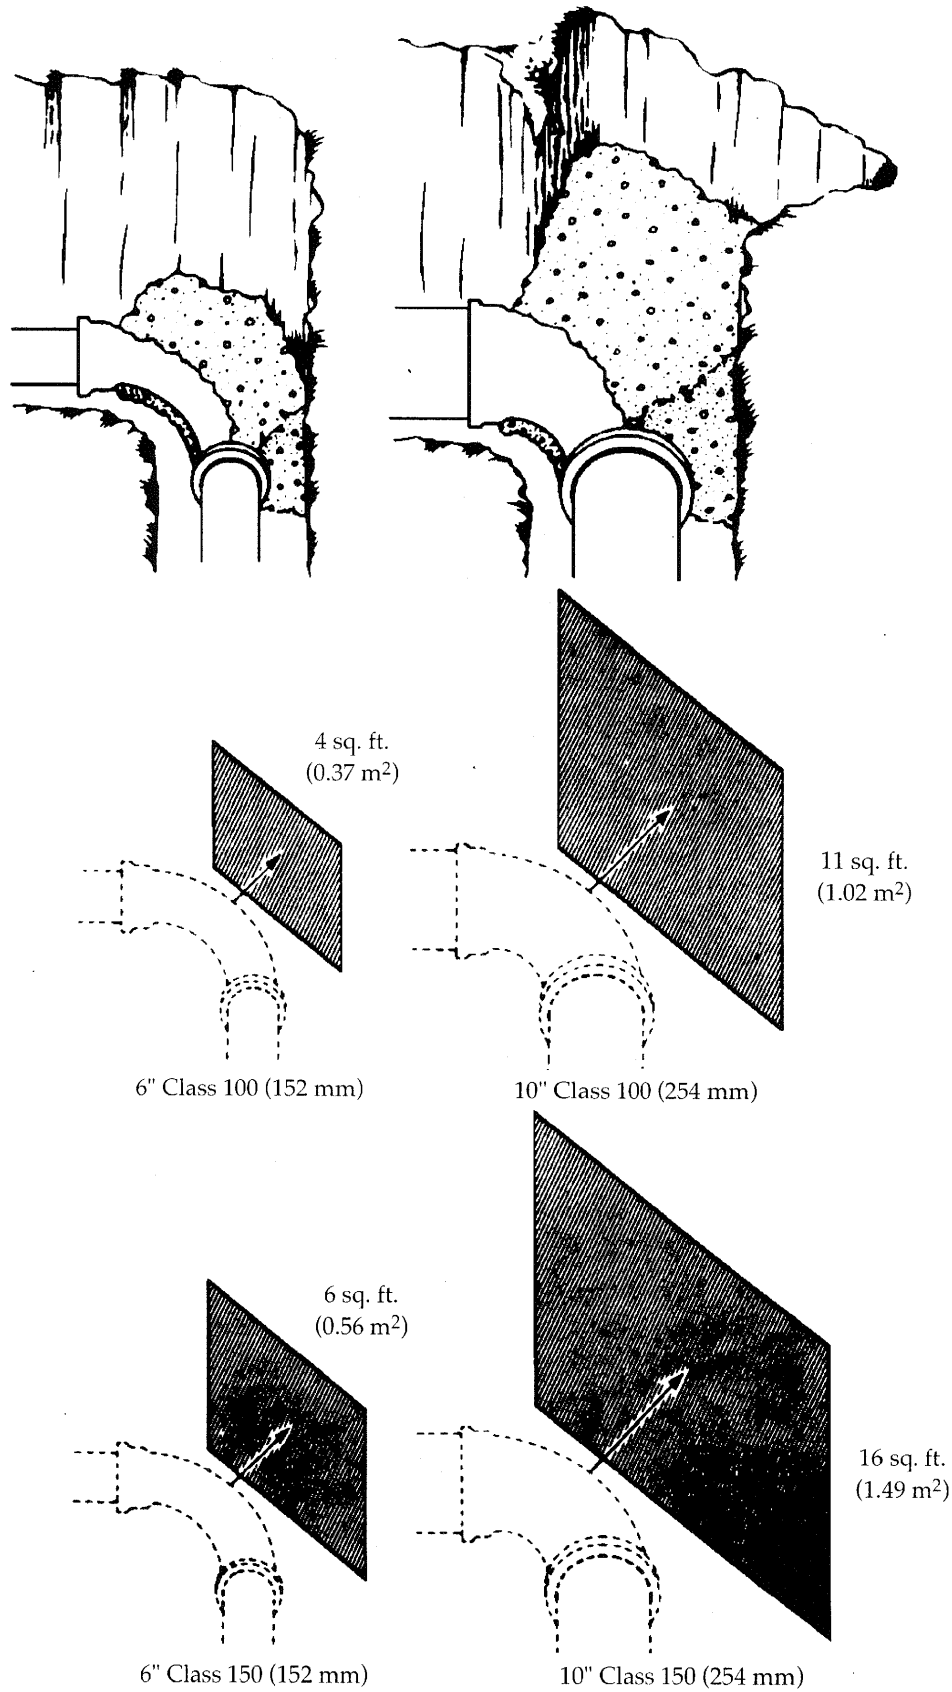 4 sq. ft.
(0.37 m²)
11 sq. ft.
(1.02 m²)
6" Class 100 (152 mm)
10" Class 100 (254 mm)
6 sq. ft.
(0.56 m²)
16 sq. ft.
(1.49 m²)
6" Class 150 (152 mm)
10" Class 150 (254 mm)